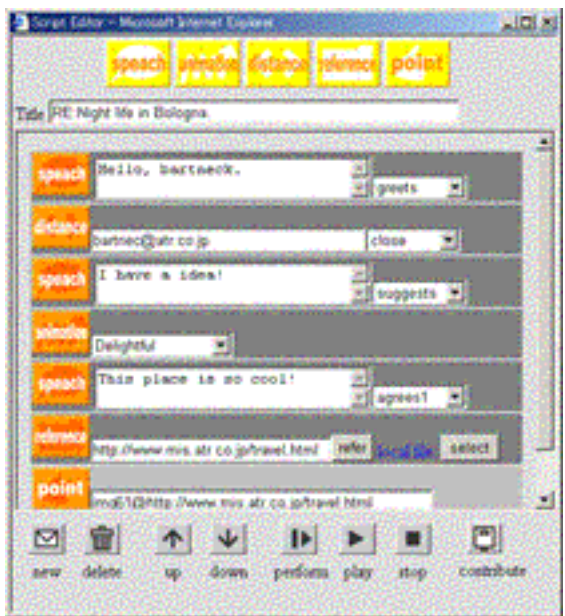 Script Editor - Microsoft Internet Explorer
speach animation distance reference point
Title RE Night life in Bologna.
speach Hello, bartneck. greets
distance bartnec@atr.co.jp close
speach I have a idea! suggests
animation Delightful
speach This place is so cool! agrees1
reference http://www.mis.atr.co.jp/travel.html refer local file select
point img61@http://www.mis.atr.co.jp/travel.html
new delete up down perform play stop contribute